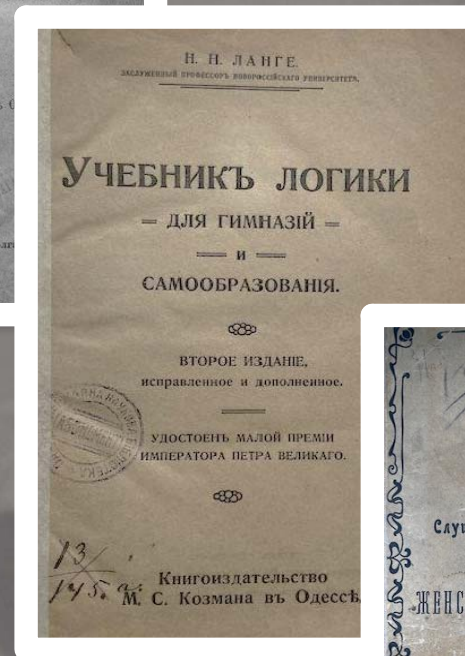 Н. Н. ЛАНГЕ.
ЗАСЛУЖЕННЫЙ ПРОФЕССОРЪ НОВОРОССІЙСКАГО УНИВЕРСИТЕТА.
УЧЕБНИКЪ ЛОГИКИ
= ДЛЯ ГИМНАЗІЙ =
И
САМООБРАЗОВАНІЯ.
ВТОРОЕ ИЗДАНІЕ,
исправленное и дополненное.
УДОСТОЕНЪ МАЛОЙ ПРЕМІИ
ИМПЕРАТОРА ПЕТРА ВЕЛИКАГО.
13
145 a.
Книгоиздательство
М. С. Козмана въ Одессѣ.
Слу
ЖЕНС